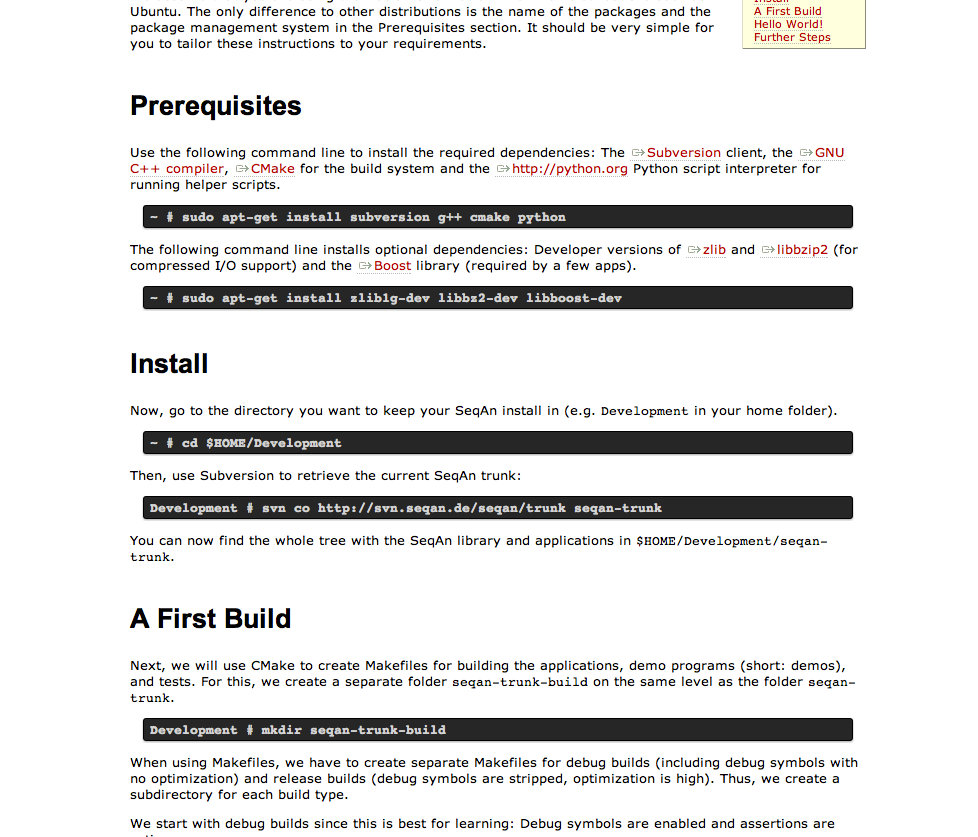 Ubuntu. The only difference to other distributions is the name of the packages and the
package management system in the Prerequisites section. It should be very simple for
you to tailor these instructions to your requirements.
Install
A First Build
Hello World!
Further Steps
Prerequisites
Use the following command line to install the required dependencies: The Subversion client, the GNU
C++ compiler, CMake for the build system and the http://python.org Python script interpreter for
running helper scripts.
~ # sudo apt-get install subversion g++ cmake python
The following command line installs optional dependencies: Developer versions of zlib and libbzip2 (for
compressed I/O support) and the Boost library (required by a few apps).
~ # sudo apt-get install zlib1g-dev libbz2-dev libboost-dev
Install
Now, go to the directory you want to keep your SeqAn install in (e.g. Development in your home folder).
~ # cd $HOME/Development
Then, use Subversion to retrieve the current SeqAn trunk:
Development # svn co http://svn.seqan.de/seqan/trunk seqan-trunk
You can now find the whole tree with the SeqAn library and applications in $HOME/Development/seqan-
trunk.
A First Build
Next, we will use CMake to create Makefiles for building the applications, demo programs (short: demos),
and tests. For this, we create a separate folder seqan-trunk-build on the same level as the folder seqan-
trunk.
Development # mkdir seqan-trunk-build
When using Makefiles, we have to create separate Makefiles for debug builds (including debug symbols with
no optimization) and release builds (debug symbols are stripped, optimization is high). Thus, we create a
subdirectory for each build type.
We start with debug builds since this is best for learning: Debug symbols are enabled and assertions are